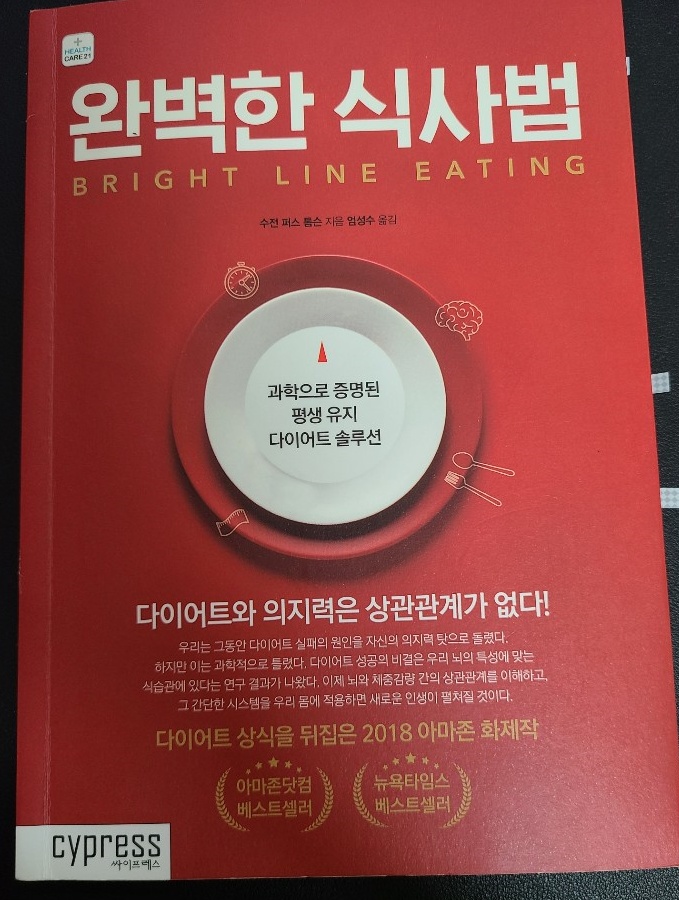 HEALTH
CARE 21
완벽한 식사법
BRIGHT LINE EATING
수전 퍼스 톰슨 지음 엄성수 옮김
과학으로 증명된
평생 유지
다이어트 솔루션
다이어트와 의지력은 상관관계가 없다!
우리는 그동안 다이어트 실패의 원인을 자신의 의지력 탓으로 돌렸다.
하지만 이는 과학적으로 틀렸다. 다이어트 성공의 비결은 우리 뇌의 특성에 맞는
식습관에 있다는 연구 결과가 나왔다. 이제 뇌와 체중감량 간의 상관관계를 이해하고,
그 간단한 시스템을 우리 몸에 적용하면 새로운 인생이 펼쳐질 것이다.
다이어트 상식을 뒤집은 2018 아마존 화제작
아마존닷컴
베스트셀러
뉴욕타임스
베스트셀러
cypress
싸이프레스